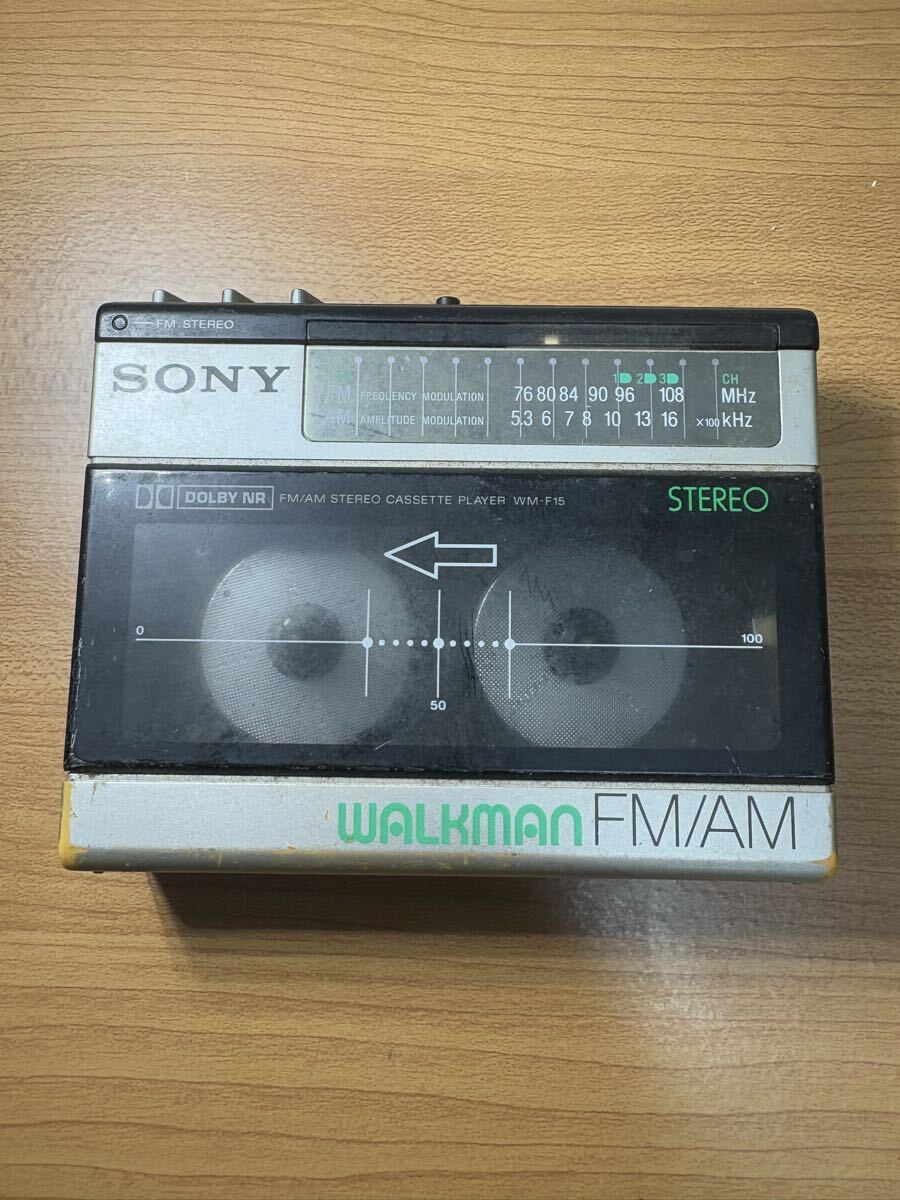 FM STEREO
SONY
1 2 3 CH
FM FREQUENCY MODULATION 76 80 84 90 96 108 MHz
AM AMPLITUDE MODULATION 5.3 6 7 8 10 13 16 ×100 kHz
DOLBY NR FM/AM STEREO CASSETTE PLAYER WM-F15 STEREO
0 100
50
WALKMAN FM/AM